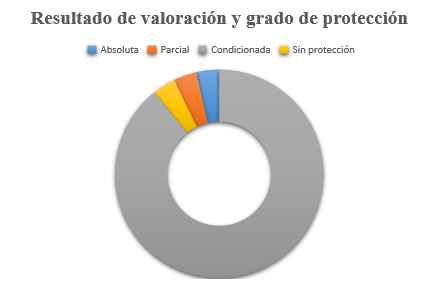 Resultado de valoración y grado de protección
Absoluta Parcial Condicionada Sin protección